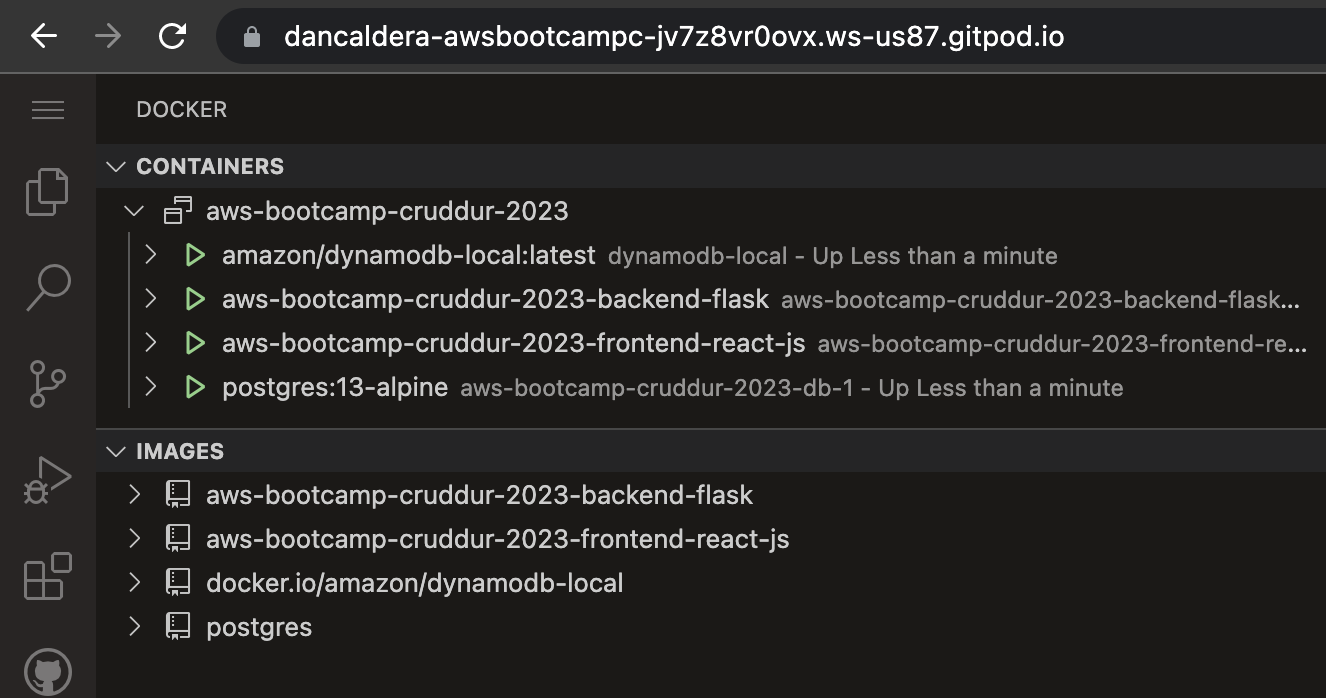 dancaldera-awsbootcampc-jv7z8vr0ovx.ws-us87.gitpod.io
DOCKER
CONTAINERS
aws-bootcamp-cruddur-2023
amazon/dynamodb-local:latest dynamodb-local - Up Less than a minute
aws-bootcamp-cruddur-2023-backend-flask aws-bootcamp-cruddur-2023-backend-flask...
aws-bootcamp-cruddur-2023-frontend-react-js aws-bootcamp-cruddur-2023-frontend-re...
postgres:13-alpine aws-bootcamp-cruddur-2023-db-1 - Up Less than a minute
IMAGES
aws-bootcamp-cruddur-2023-backend-flask
aws-bootcamp-cruddur-2023-frontend-react-js
docker.io/amazon/dynamodb-local
postgres